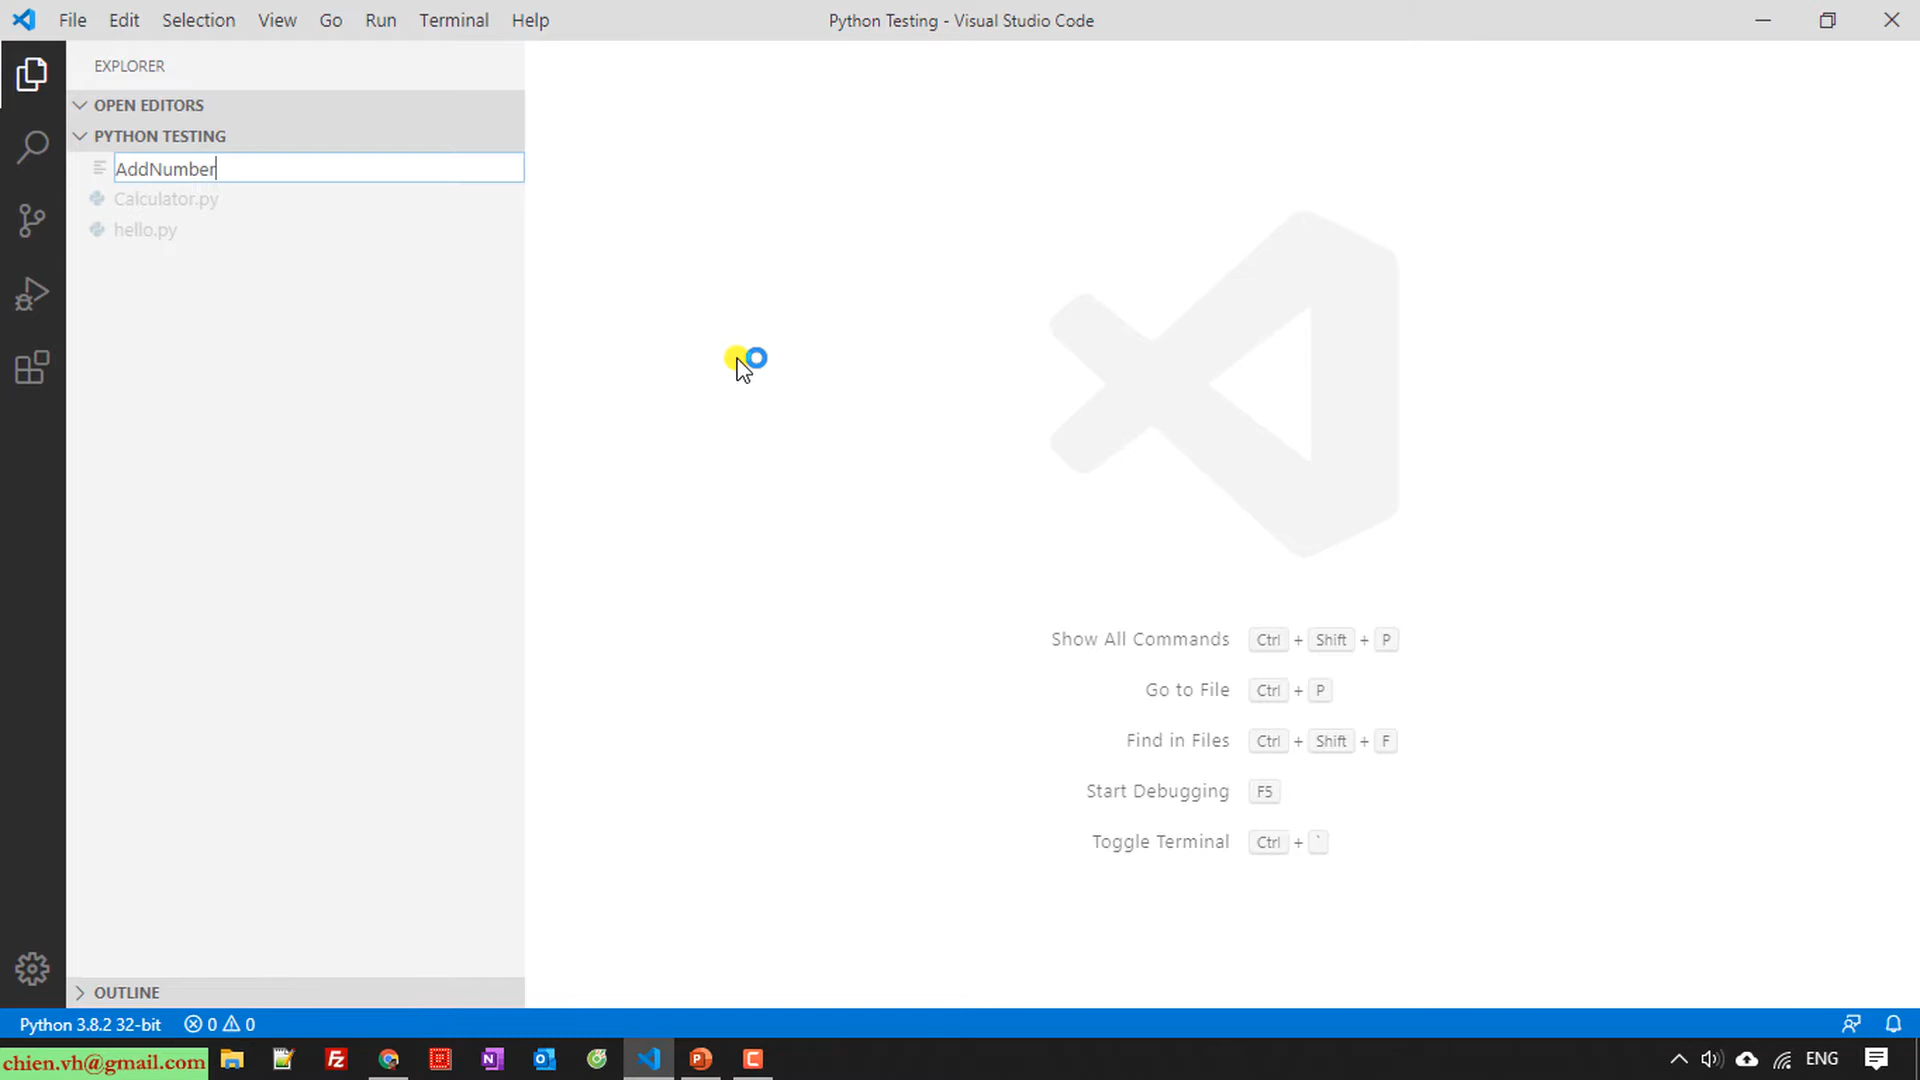 File Edit Selection View Go Run Terminal Help
Python Testing - Visual Studio Code
EXPLORER
OPEN EDITORS
PYTHON TESTING
AddNumber
Calculator.py
hello.py
Show All Commands Ctrl + Shift + P
Go to File Ctrl + P
Find in Files Ctrl + Shift + F
Start Debugging F5
Toggle Terminal Ctrl + `
OUTLINE
Python 3.8.2 32-bit 0 0
chien.vh@gmail.com
Fz
N
O
P
C
ENG